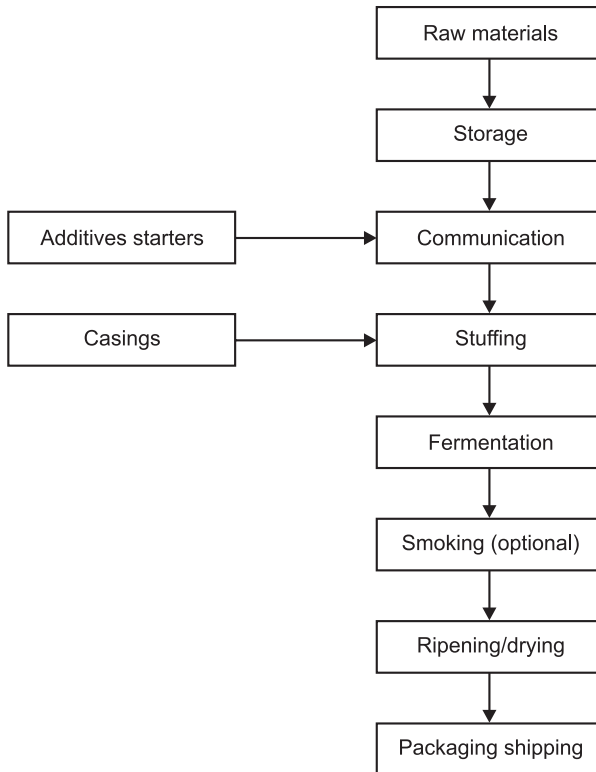 Raw materials
Storage
Additives starters
Communication
Casings
Stuffing
Fermentation
Smoking (optional)
Ripening/drying
Packaging shipping